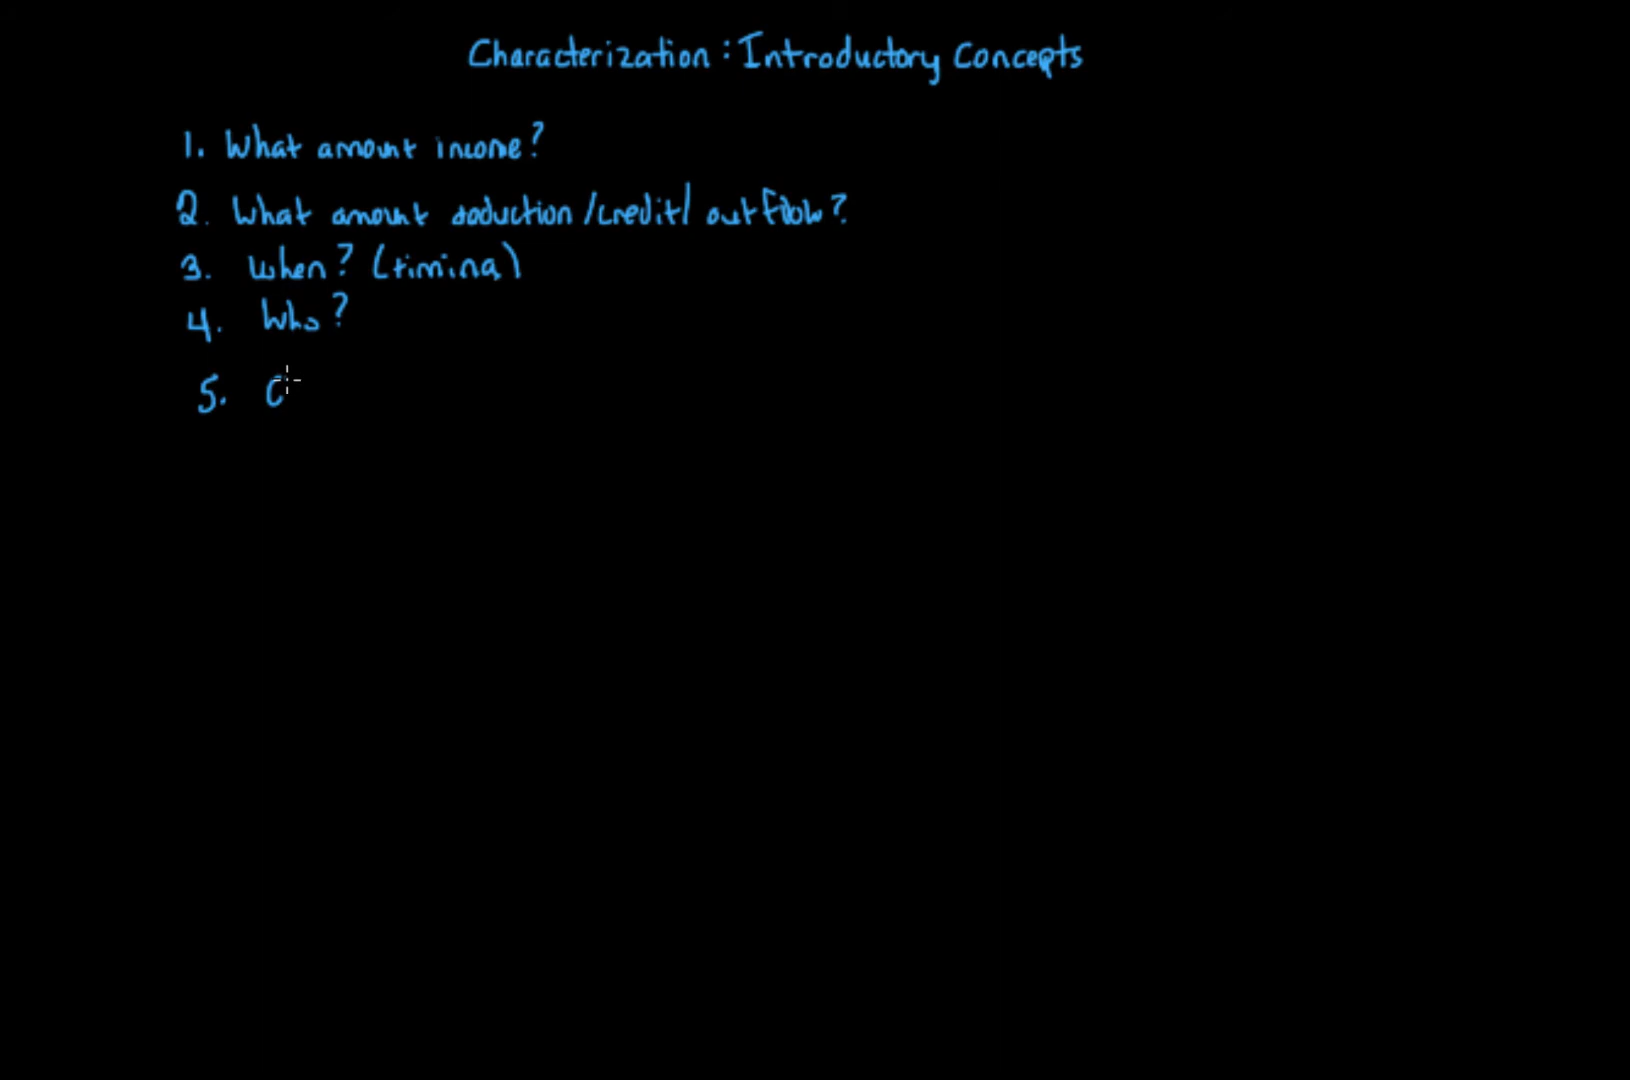 Characterization: Introductory Concepts
1. What amount income?
2. What amount deduction/credit/outflow?
3. When? (timing)
4. Who?
5. C